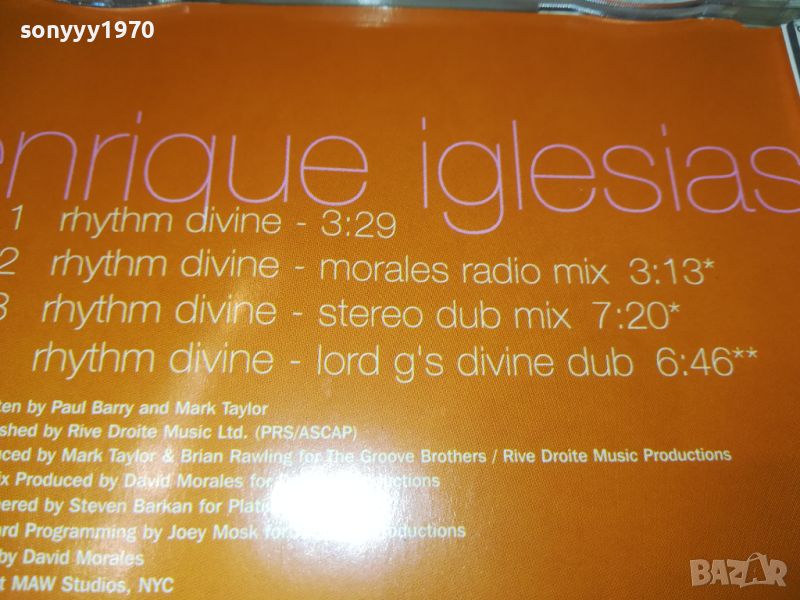 sonyyy1970
enrique iglesias
1 rhythm divine - 3:29
2 rhythm divine - morales radio mix 3:13*
3 rhythm divine - stereo dub mix 7:20*
rhythm divine - lord g's divine dub 6:46**
ten by Paul Barry and Mark Taylor
shed by Rive Droite Music Ltd. (PRS/ASCAP)
uced by Mark Taylor & Brian Rawling for The Groove Brothers / Rive Droite Music Productions
ix Produced by David Morales for Productions
ered by Steven Barkan for
ard Programming by Joey Mosk for Productions
by David Morales
t MAW Studios, NYC
BAZAR